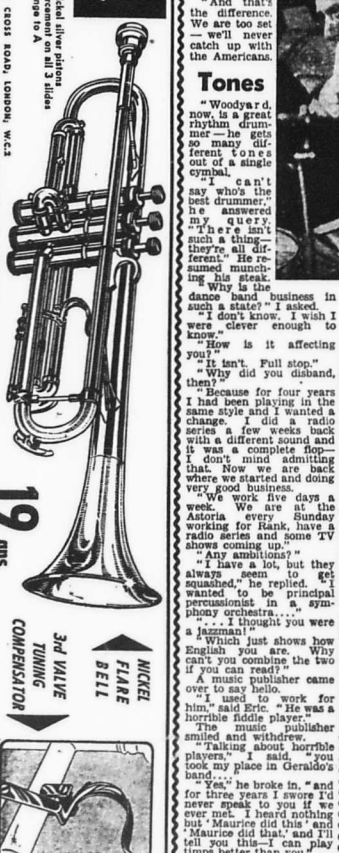 ckel silver pistons
rcement on all 3 slides
nge to A
CROSS ROAD, LONDON, W.C.2
19
gns
NICKEL
FLARE
BELL
3rd VALVE
TUNING
COMPENSATOR
"And that's
the difference.
We are too set
— we'll never
catch up with
the Americans.
Tones
"Woodyard,
now, is a great
rhythm drum-
mer — he gets
so many dif-
ferent tones
out of a single
cymbal.
"I can't
say who's the
best drummer,"
he answered
my query.
"There isn't
such a thing—
they're all dif-
ferent." He re-
sumed munch-
ing his steak.
"Why is the
dance band business in
such a state?" I asked.
"I don't know. I wish I
were clever enough to
know."
"How is it affecting
you?"
"It isn't. Full stop."
"Why did you disband,
then?"
"Because for four years
I had been playing in the
same style and I wanted a
change. I did a radio
series a few weeks back
with a different sound and
it was a complete flop—
I don't mind admitting
that. Now we are back
where we started and doing
very good business.
"We work five days a
week. We are at the
Astoria every Sunday
working for Rank, have a
radio series and some TV
shows coming up."
"Any ambitions?"
"I have a lot, but they
always seem to get
squashed," he replied. "I
wanted to be principal
percussionist in a sym-
phony orchestra...."
"... I thought you were
a jazzman!"
"Which just shows how
English you are. Why
can't you combine the two
if you can read?"
A music publisher came
over to say hello.
"I used to work for
him," said Eric. "He was a
horrible fiddle player."
The music publisher
smiled and withdrew.
"Talking about horrible
players," I said, "you
took my place in Geraldo's
band....
"Yes," he broke in, "and
for three years I swore I'd
never speak to you if we
ever met. I heard nothing
but 'Maurice did this' and
'Maurice did that,' and I'll
tell you this—I can play
timps better than you"